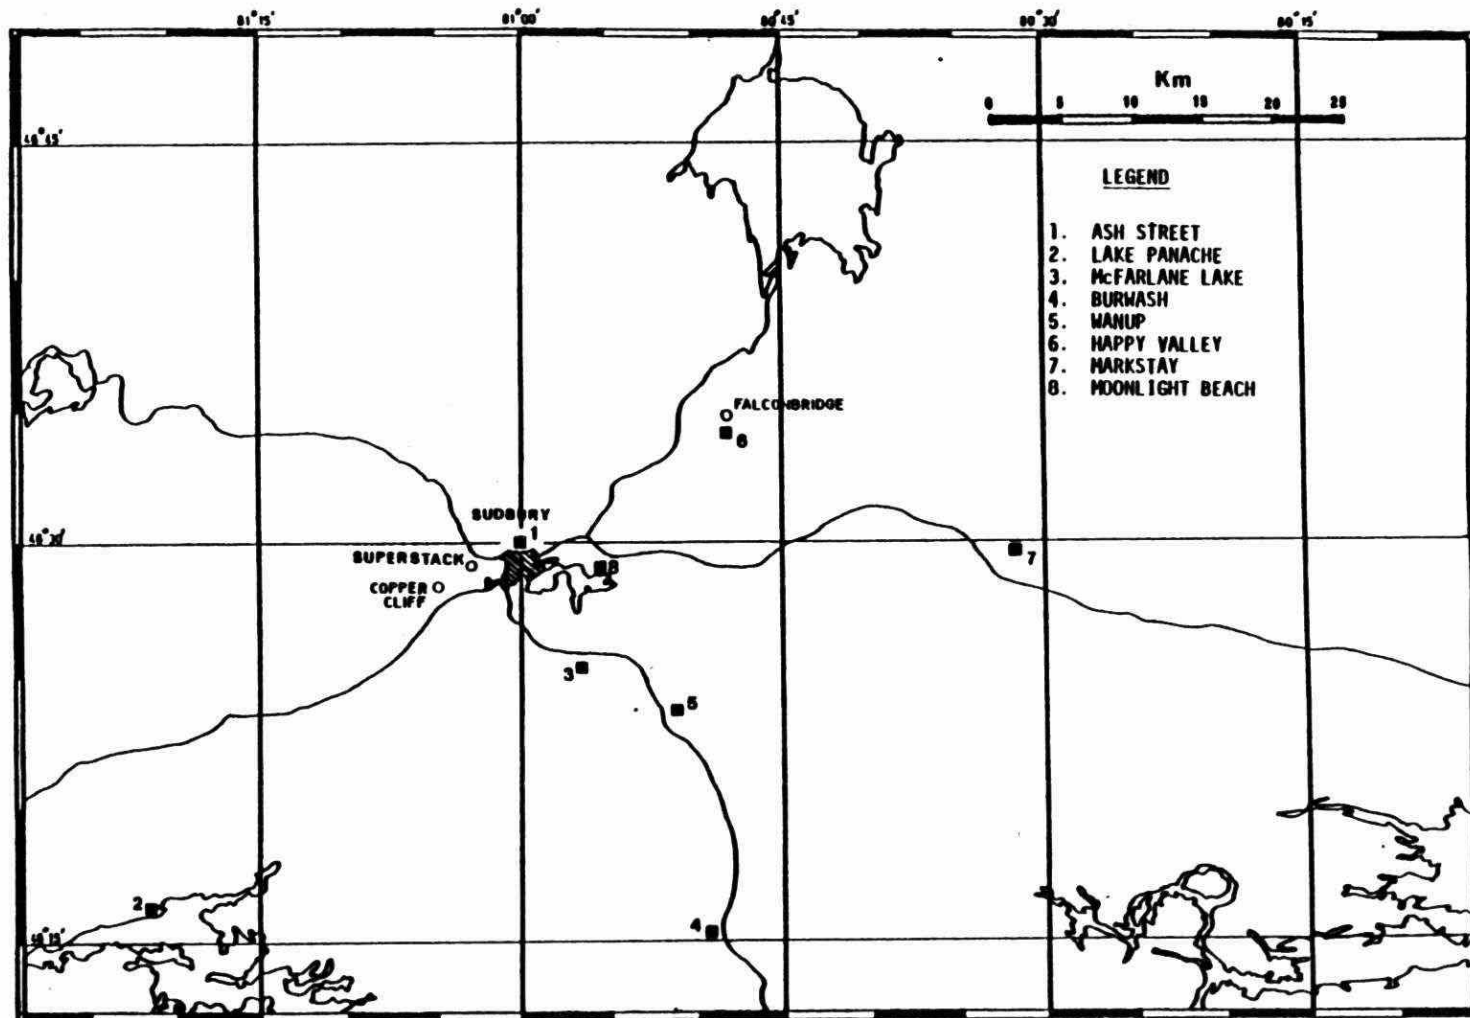 81°15' 81°00' 80°45' 80°30' 80°15'
Km
0 5 10 15 20 25
46°45'
LEGEND
1. ASH STREET
2. LAKE PANACHE
3. McFARLANE LAKE
4. BURWASH
5. WANUP
6. HAPPY VALLEY
7. MARKSTAY
8. MOONLIGHT BEACH
FALCONBRIDGE
6
SUDBURY
46°30' 1
SUPERSTACK
7
8
COPPER
CLIFF
3
5
2
4
46°15'